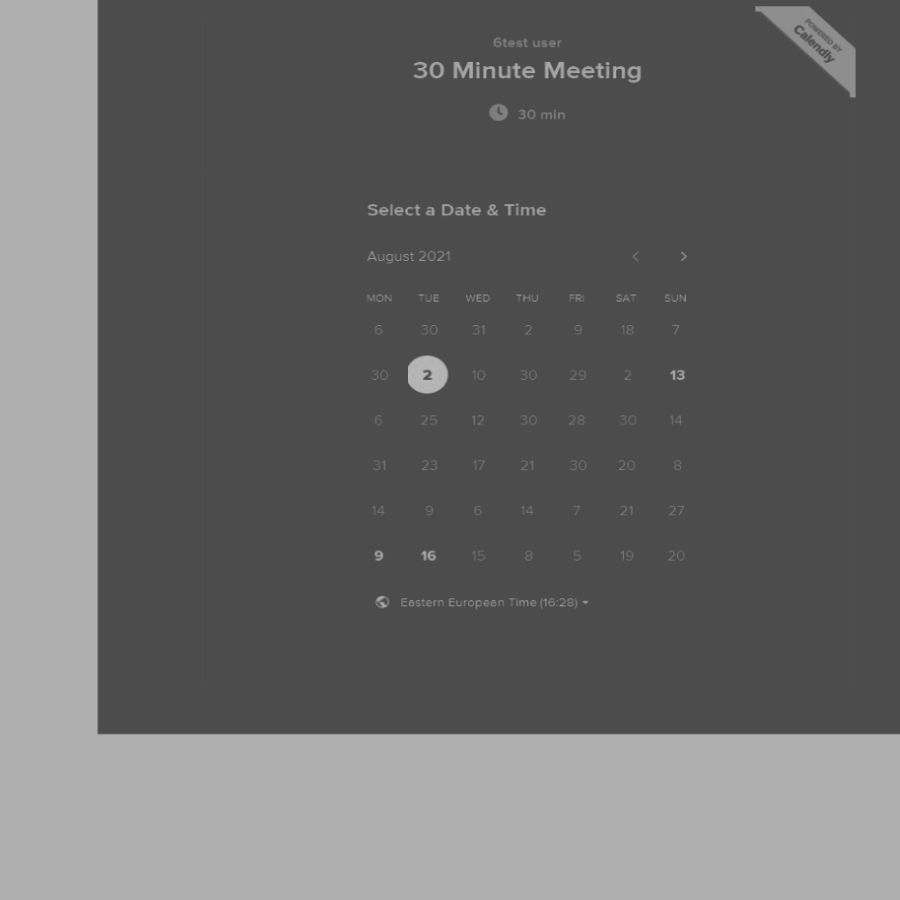 6test user
30 Minute Meeting
30 min
POWERED BY
Calendly
Select a Date & Time
August 2021
MON TUE WED THU FRI SAT SUN
6 30 31 2 9 18 7
30 2 10 30 29 2 13
6 25 12 30 28 30 14
31 23 17 21 30 20 8
14 9 6 14 7 21 27
9 16 15 8 5 19 20
Eastern European Time (16:28)